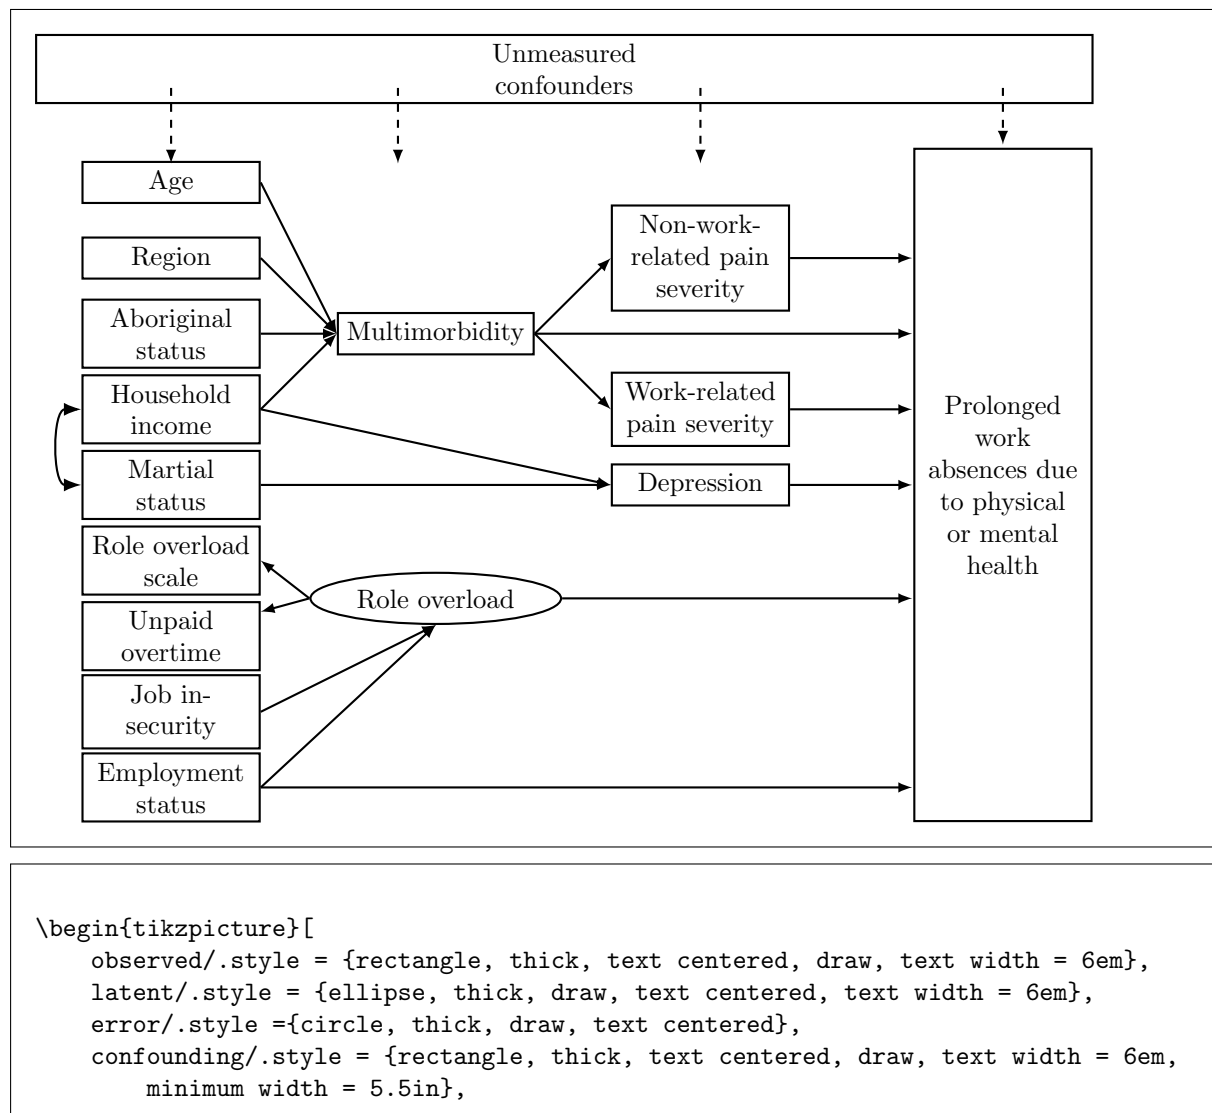 Unmeasured
confounders
Age
Region
Aboriginal
status
Household
income
Martial
status
Role overload
scale
Unpaid
overtime
Job in-
security
Employment
status
Multimorbidity
Role overload
Non-work-
related pain
severity
Work-related
pain severity
Depression
Prolonged
work
absences due
to physical
or mental
health
\begin{tikzpicture}[
    observed/.style = {rectangle, thick, text centered, draw, text width = 6em},
    latent/.style = {ellipse, thick, draw, text centered, text width = 6em},
    error/.style ={circle, thick, draw, text centered},
    confounding/.style = {rectangle, thick, text centered, draw, text width = 6em,
        minimum width = 5.5in},